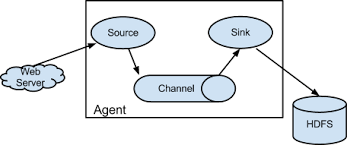 Source
Sink
Web
Server
Channel
Agent
HDFS